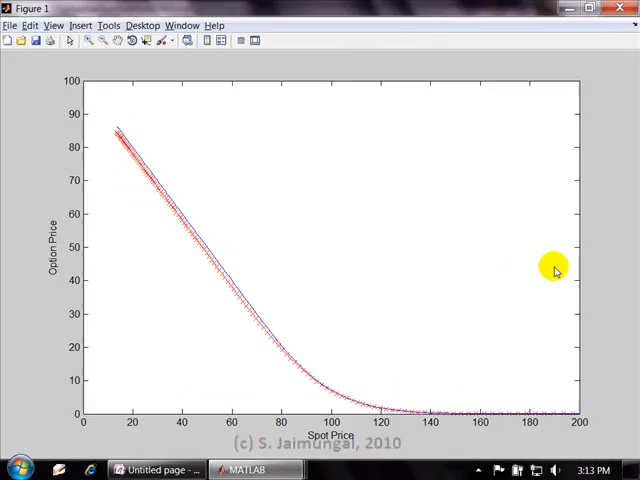 Figure 1
File Edit View Insert Tools Desktop Window Help
100
90
80
70
60
50
40
30
20
10
0
Option Price
0 20 40 60 80 100 120 140 160 180 200
Spot Price
(c) S. Jaimungal, 2010
Untitled page - ...
MATLAB
3:13 PM